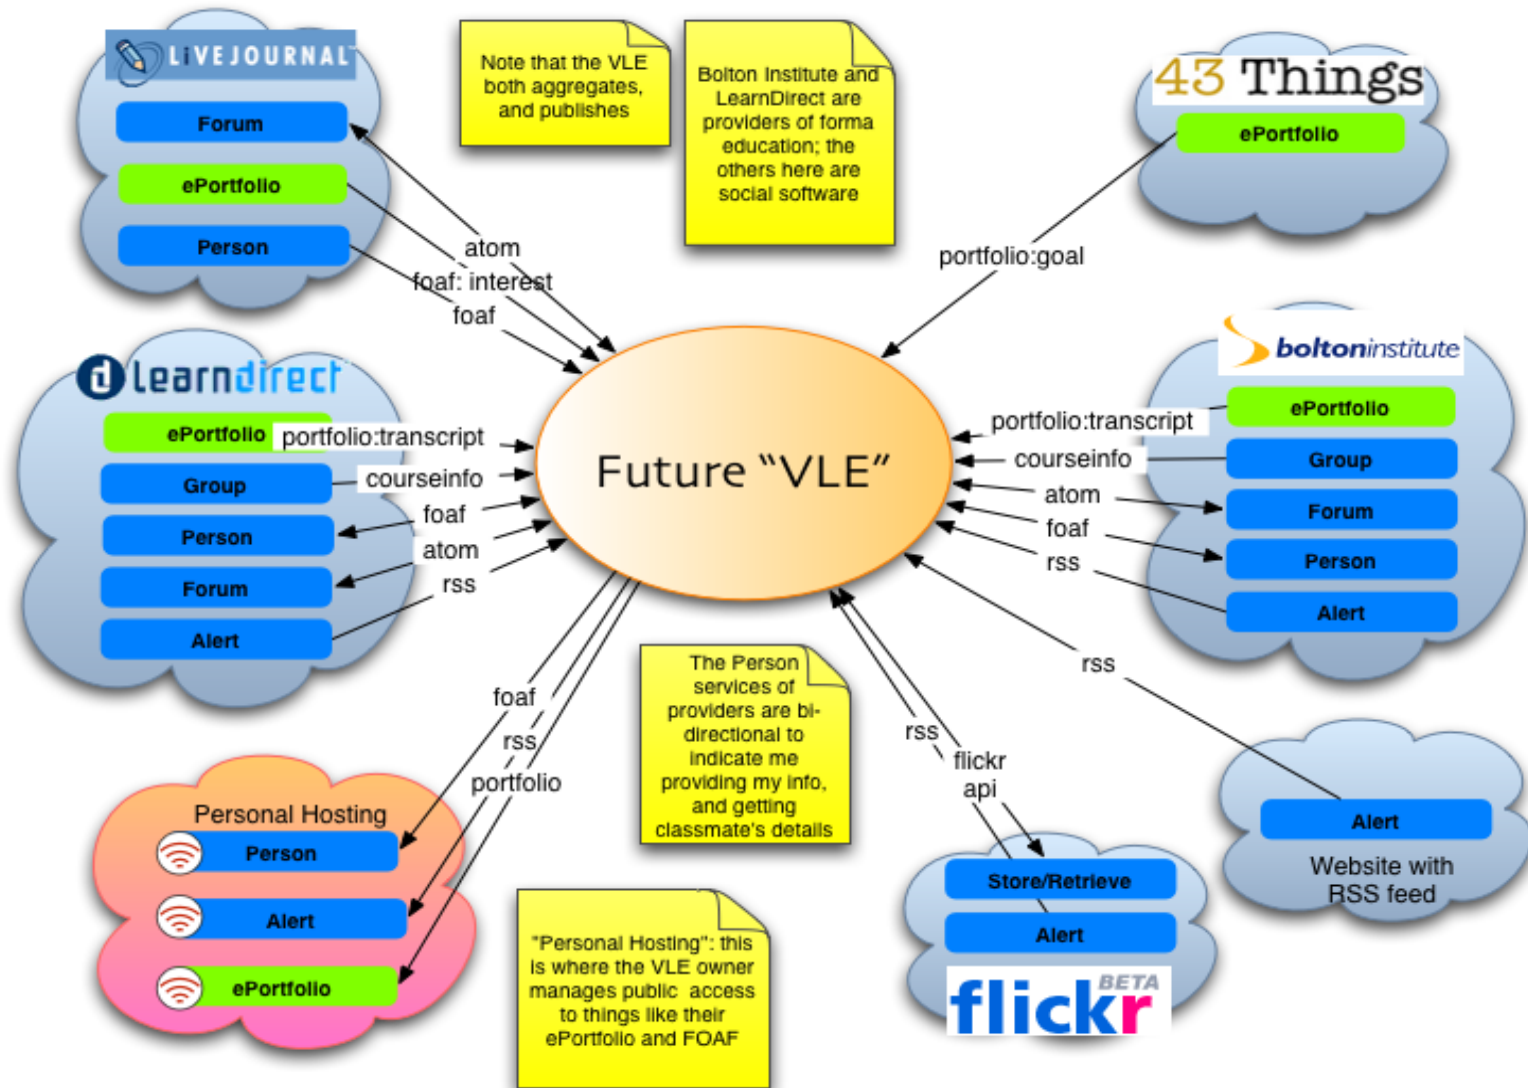 LiVEJOURNAL
Forum
ePortfolio
Person
Note that the VLE
both aggregates,
and publishes
Bolton Institute and
LearnDirect are
providers of forma
education; the
others here are
social software
43 Things
ePortfolio
atom
foaf: interest
foaf
portfolio:goal
learndirect
ePortfolio
Group
Person
Forum
Alert
portfolio:transcript
courseinfo
foaf
atom
rss
Future “VLE”
boltoninstitute
ePortfolio
Group
Forum
Person
Alert
portfolio:transcript
courseinfo
atom
foaf
rss
foaf
rss
portfolio
The Person
services of
providers are bi-
directional to
indicate me
providing my info,
and getting
classmate's details
rss
flickr
api
rss
Personal Hosting
Person
Alert
ePortfolio
"Personal Hosting": this
is where the VLE owner
manages public access
to things like their
ePortfolio and FOAF
Store/Retrieve
Alert
flickr
BETA
Alert
Website with
RSS feed